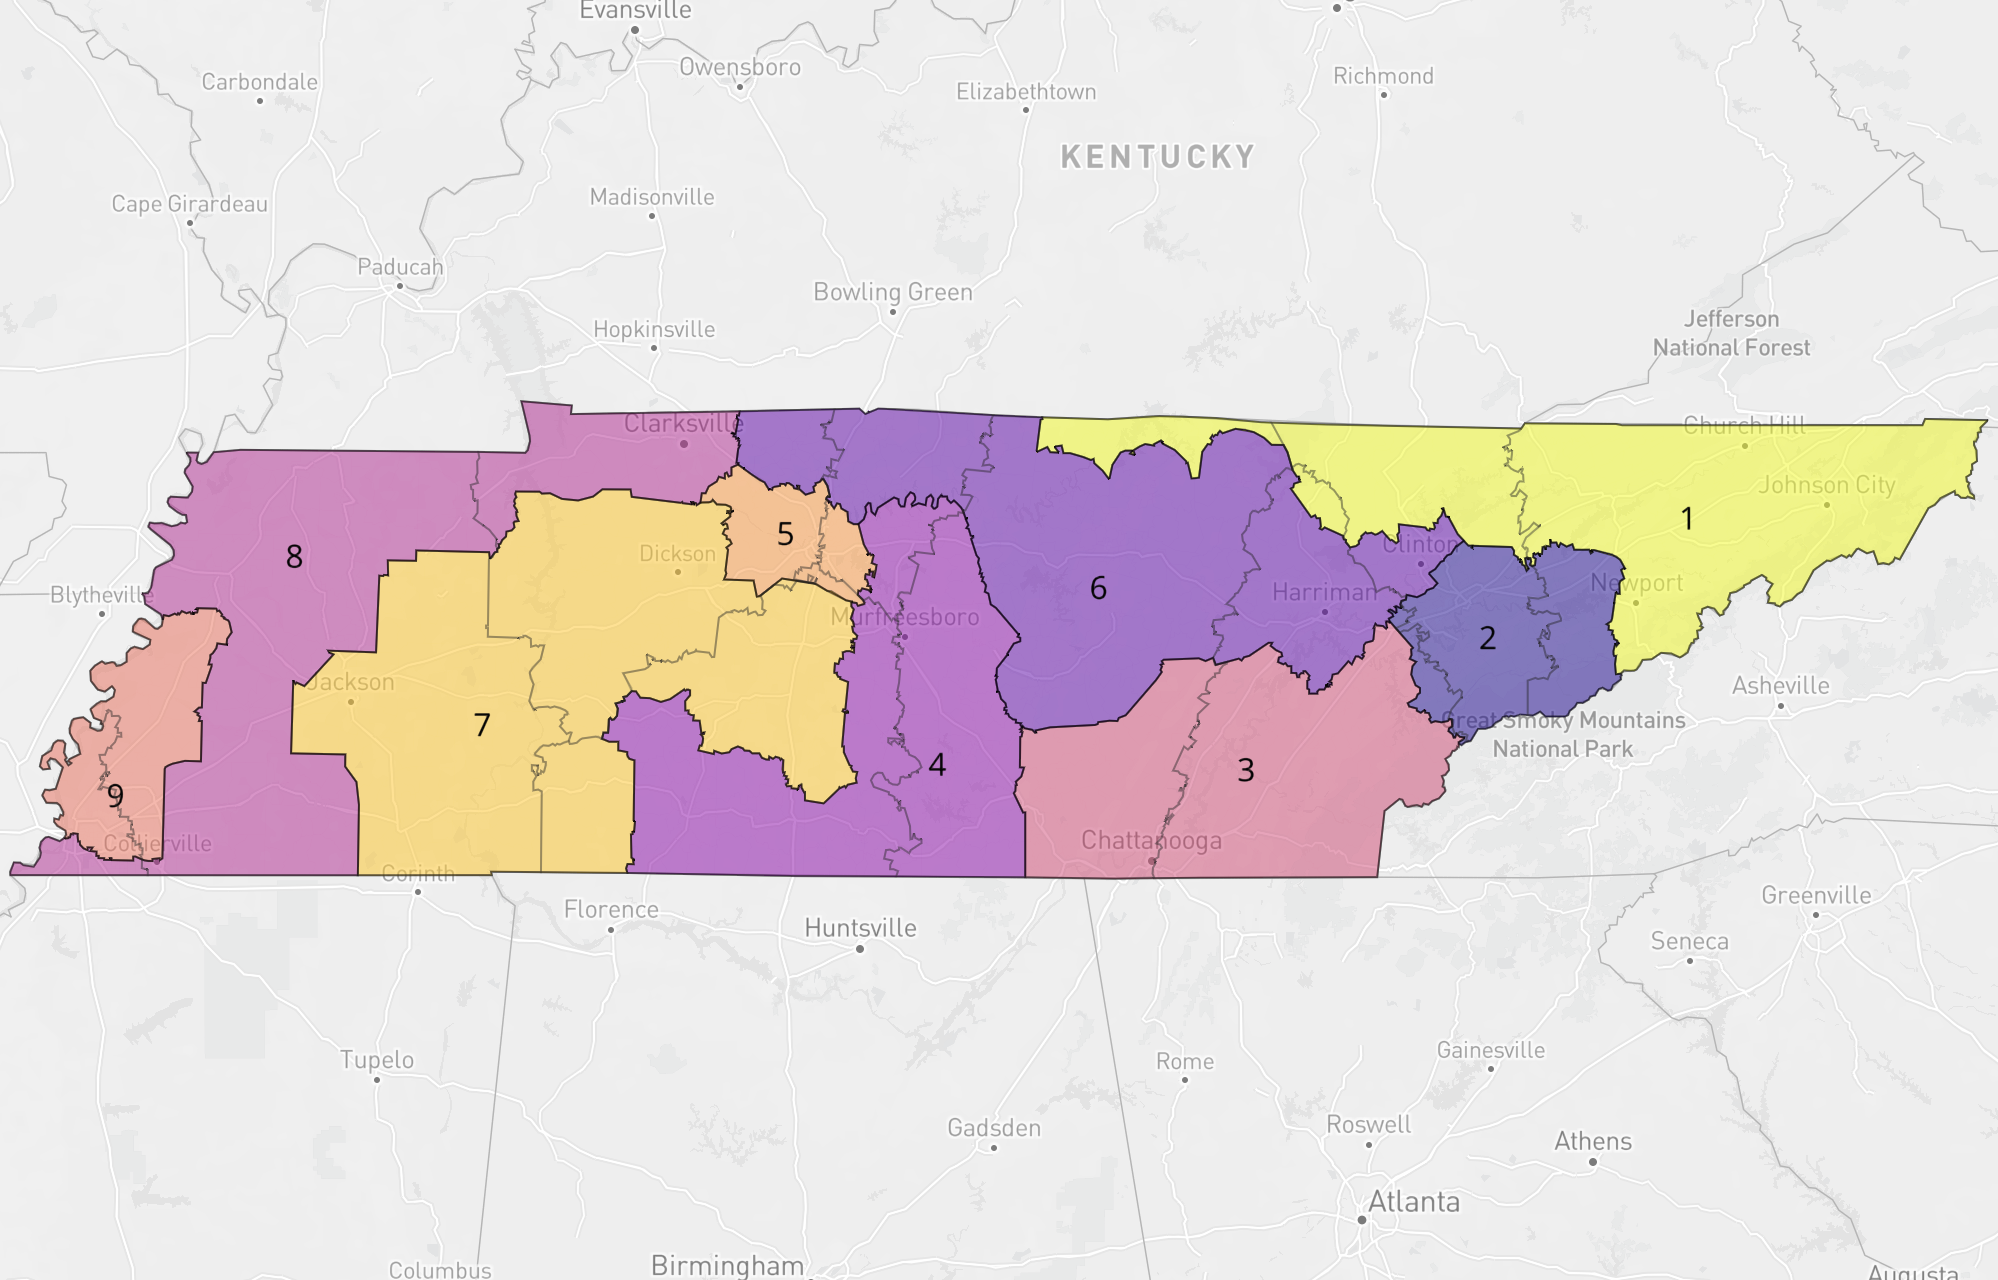 Evansville
Owensboro
Carbondale
Elizabethtown
Richmond
KENTUCKY
Madisonville
Cape Girardeau
Paducah
Bowling Green
Hopkinsville
Jefferson
National Forest
Clarksville
Church Hill
Johnson City
1
5
8
Dickson
Clinton
Newport
6
Harriman
Blytheville
Murfreesboro
2
Jackson
Asheville
7
Great Smoky Mountains
National Park
4
3
9
Collierville
Chattanooga
Corinth
Greenville
Florence
Huntsville
Seneca
Tupelo
Rome
Gainesville
Gadsden
Roswell
Athens
Atlanta
Columbus
Birmingham
Augusta